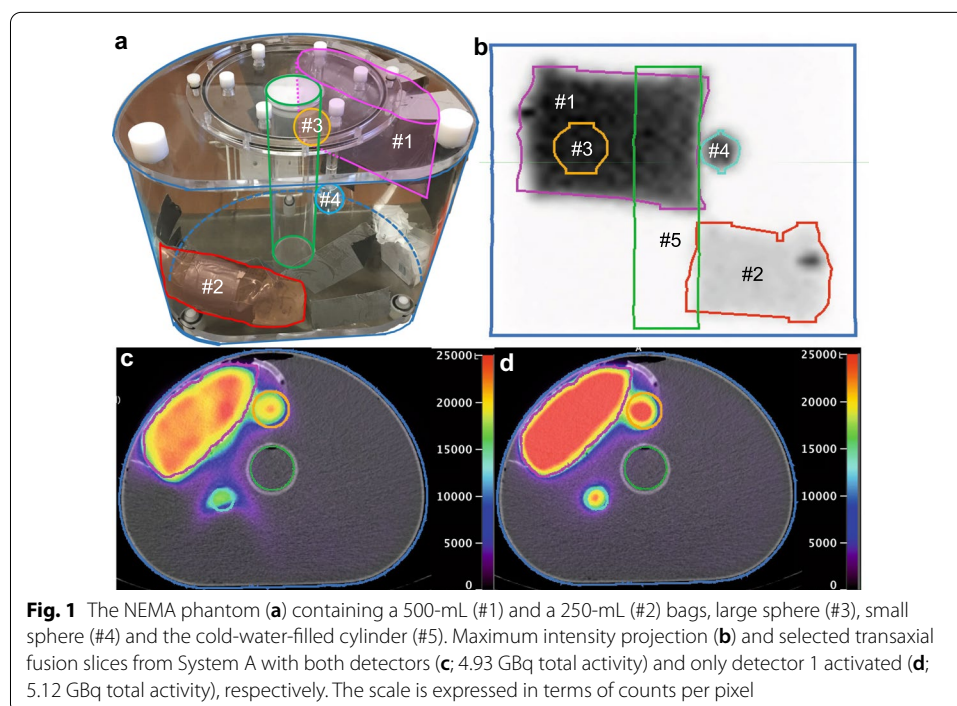 a
#3
#1
#4
#2
b
#1
#3
#4
#5
#2
c
25000
20000
15000
10000
5000
0
d
A
25000
20000
15000
10000
5000
0
Fig. 1 The NEMA phantom (a) containing a 500-mL (#1) and a 250-mL (#2) bags, large sphere (#3), small
sphere (#4) and the cold-water-filled cylinder (#5). Maximum intensity projection (b) and selected transaxial
fusion slices from System A with both detectors (c; 4.93 GBq total activity) and only detector 1 activated (d;
5.12 GBq total activity), respectively. The scale is expressed in terms of counts per pixel